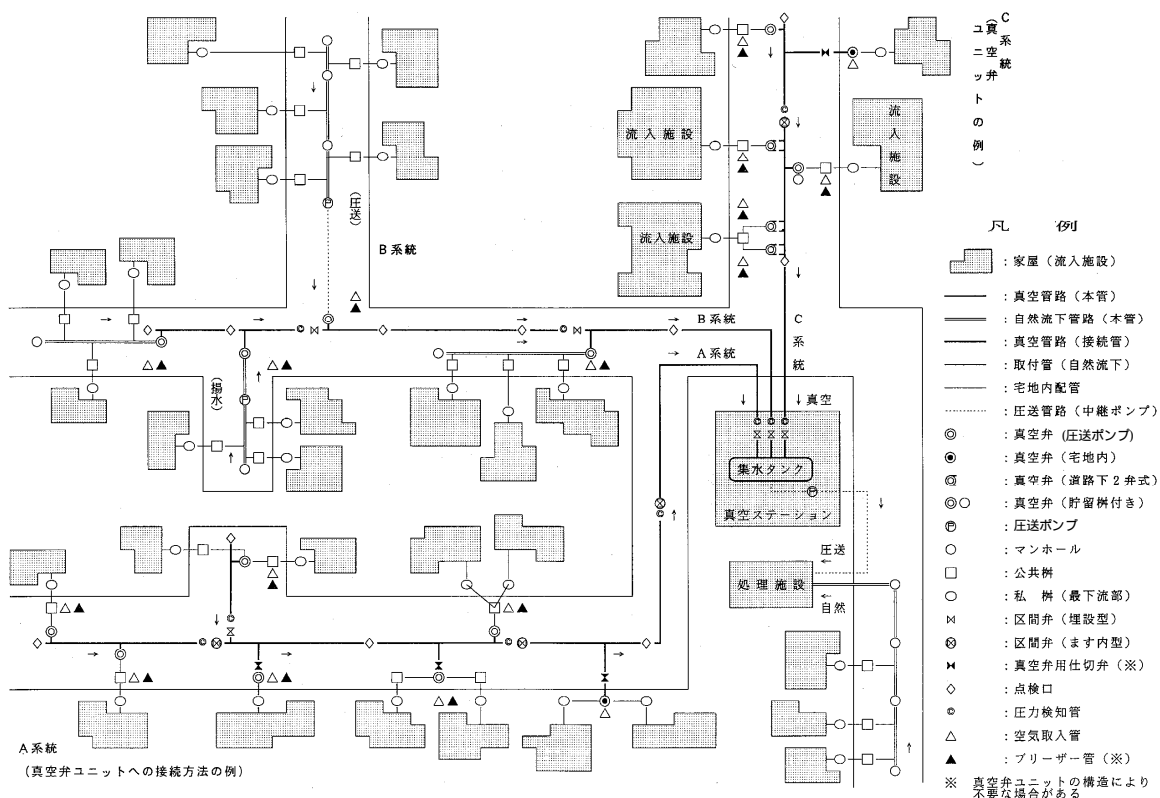 C系統
(真空弁
ユニットの例)
流入施設
流入施設
流入施設
(圧送)
B系統
B系統
A系統
C系統
(揚水)
真空
集水タンク
真空ステーション
圧送
処理施設
自然
A系統
(真空弁ユニットへの接続方法の例)
凡 例
:家屋(流入施設)
:真空管路(本管)
:自然流下管路(本管)
:真空管路(接続管)
:取付管(自然流下)
:宅地内配管
:圧送管路(中継ポンプ)
:真空弁(圧送ポンプ)
:真空弁(宅地内)
:真空弁(道路下2弁式)
:真空弁(貯留桝付き)
P :圧送ポンプ
:マンホール
:公共桝
:私桝(最下流部)
:区間弁(埋設型)
:区間弁(ます内型)
:真空弁用仕切弁(※)
:点検口
:圧力検知管
:空気取入管
:ブリーザー管(※)
※ 真空弁ユニットの構造により
不要な場合がある